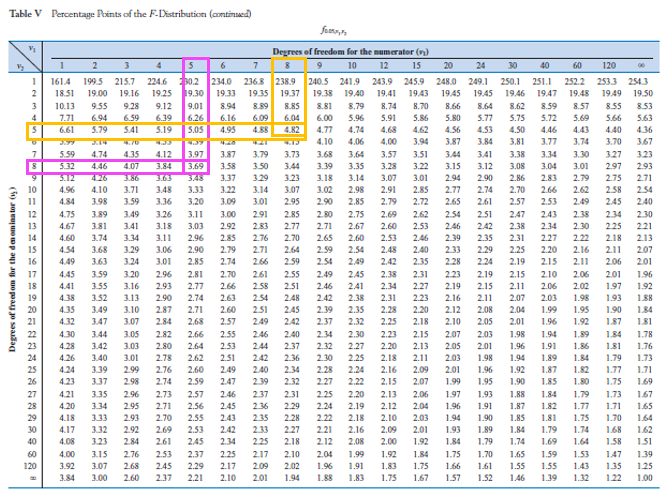 Table V Percentage Points of the F-Distribution (continued)
f0.05,ν1,ν2
Degrees of freedom for the numerator (ν1)
ν1
ν2 1 2 3 4 5 6 7 8 9 10 12 15 20 24 30 40 60 120 ∞
Degrees of freedom for the denominator (ν2)
1 161.4 199.5 215.7 224.6 230.2 234.0 236.8 238.9 240.5 241.9 243.9 245.9 248.0 249.1 250.1 251.1 252.2 253.3 254.3
2 18.51 19.00 19.16 19.25 19.30 19.33 19.35 19.37 19.38 19.40 19.41 19.43 19.45 19.45 19.46 19.47 19.48 19.49 19.50
3 10.13 9.55 9.28 9.12 9.01 8.94 8.89 8.85 8.81 8.79 8.74 8.70 8.66 8.64 8.62 8.59 8.57 8.55 8.53
4 7.71 6.94 6.59 6.39 6.26 6.16 6.09 6.04 6.00 5.96 5.91 5.86 5.80 5.77 5.75 5.72 5.69 5.66 5.63
5 6.61 5.79 5.41 5.19 5.05 4.95 4.88 4.82 4.77 4.74 4.68 4.62 4.56 4.53 4.50 4.46 4.43 4.40 4.36
6 5.99 5.14 4.76 4.53 4.39 4.28 4.21 4.15 4.10 4.06 4.00 3.94 3.87 3.84 3.81 3.77 3.74 3.70 3.67
7 5.59 4.74 4.35 4.12 3.97 3.87 3.79 3.73 3.68 3.64 3.57 3.51 3.44 3.41 3.38 3.34 3.30 3.27 3.23
8 5.32 4.46 4.07 3.84 3.69 3.58 3.50 3.44 3.39 3.35 3.28 3.22 3.15 3.12 3.08 3.04 3.01 2.97 2.93
9 5.12 4.26 3.86 3.63 3.48 3.37 3.29 3.23 3.18 3.14 3.07 3.01 2.94 2.90 2.86 2.83 2.79 2.75 2.71
10 4.96 4.10 3.71 3.48 3.33 3.22 3.14 3.07 3.02 2.98 2.91 2.85 2.77 2.74 2.70 2.66 2.62 2.58 2.54
11 4.84 3.98 3.59 3.36 3.20 3.09 3.01 2.95 2.90 2.85 2.79 2.72 2.65 2.61 2.57 2.53 2.49 2.45 2.40
12 4.75 3.89 3.49 3.26 3.11 3.00 2.91 2.85 2.80 2.75 2.69 2.62 2.54 2.51 2.47 2.43 2.38 2.34 2.30
13 4.67 3.81 3.41 3.18 3.03 2.92 2.83 2.77 2.71 2.67 2.60 2.53 2.46 2.42 2.38 2.34 2.30 2.25 2.21
14 4.60 3.74 3.34 3.11 2.96 2.85 2.76 2.70 2.65 2.60 2.53 2.46 2.39 2.35 2.31 2.27 2.22 2.18 2.13
15 4.54 3.68 3.29 3.06 2.90 2.79 2.71 2.64 2.59 2.54 2.48 2.40 2.33 2.29 2.25 2.20 2.16 2.11 2.07
16 4.49 3.63 3.24 3.01 2.85 2.74 2.66 2.59 2.54 2.49 2.42 2.35 2.28 2.24 2.19 2.15 2.11 2.06 2.01
17 4.45 3.59 3.20 2.96 2.81 2.70 2.61 2.55 2.49 2.45 2.38 2.31 2.23 2.19 2.15 2.10 2.06 2.01 1.96
18 4.41 3.55 3.16 2.93 2.77 2.66 2.58 2.51 2.46 2.41 2.34 2.27 2.19 2.15 2.11 2.06 2.02 1.97 1.92
19 4.38 3.52 3.13 2.90 2.74 2.63 2.54 2.48 2.42 2.38 2.31 2.23 2.16 2.11 2.07 2.03 1.98 1.93 1.88
20 4.35 3.49 3.10 2.87 2.71 2.60 2.51 2.45 2.39 2.35 2.28 2.20 2.12 2.08 2.04 1.99 1.95 1.90 1.84
21 4.32 3.47 3.07 2.84 2.68 2.57 2.49 2.42 2.37 2.32 2.25 2.18 2.10 2.05 2.01 1.96 1.92 1.87 1.81
22 4.30 3.44 3.05 2.82 2.66 2.55 2.46 2.40 2.34 2.30 2.23 2.15 2.07 2.03 1.98 1.94 1.89 1.84 1.78
23 4.28 3.42 3.03 2.80 2.64 2.53 2.44 2.37 2.32 2.27 2.20 2.13 2.05 2.01 1.96 1.91 1.86 1.81 1.76
24 4.26 3.40 3.01 2.78 2.62 2.51 2.42 2.36 2.30 2.25 2.18 2.11 2.03 1.98 1.94 1.89 1.84 1.79 1.73
25 4.24 3.39 2.99 2.76 2.60 2.49 2.40 2.34 2.28 2.24 2.16 2.09 2.01 1.96 1.92 1.87 1.82 1.77 1.71
26 4.23 3.37 2.98 2.74 2.59 2.47 2.39 2.32 2.27 2.22 2.15 2.07 1.99 1.95 1.90 1.85 1.80 1.75 1.69
27 4.21 3.35 2.96 2.73 2.57 2.46 2.37 2.31 2.25 2.20 2.13 2.06 1.97 1.93 1.88 1.84 1.79 1.73 1.67
28 4.20 3.34 2.95 2.71 2.56 2.45 2.36 2.29 2.24 2.19 2.12 2.04 1.96 1.91 1.87 1.82 1.77 1.71 1.65
29 4.18 3.33 2.93 2.70 2.55 2.43 2.35 2.28 2.22 2.18 2.10 2.03 1.94 1.90 1.85 1.81 1.75 1.70 1.64
30 4.17 3.32 2.92 2.69 2.53 2.42 2.33 2.27 2.21 2.16 2.09 2.01 1.93 1.89 1.84 1.79 1.74 1.68 1.62
40 4.08 3.23 2.84 2.61 2.45 2.34 2.25 2.18 2.12 2.08 2.00 1.92 1.84 1.79 1.74 1.69 1.64 1.58 1.51
60 4.00 3.15 2.76 2.53 2.37 2.25 2.17 2.10 2.04 1.99 1.92 1.84 1.75 1.70 1.65 1.59 1.53 1.47 1.39
120 3.92 3.07 2.68 2.45 2.29 2.17 2.09 2.02 1.96 1.91 1.83 1.75 1.66 1.61 1.55 1.55 1.43 1.35 1.25
∞ 3.84 3.00 2.60 2.37 2.21 2.10 2.01 1.94 1.88 1.83 1.75 1.67 1.57 1.52 1.46 1.39 1.32 1.22 1.00